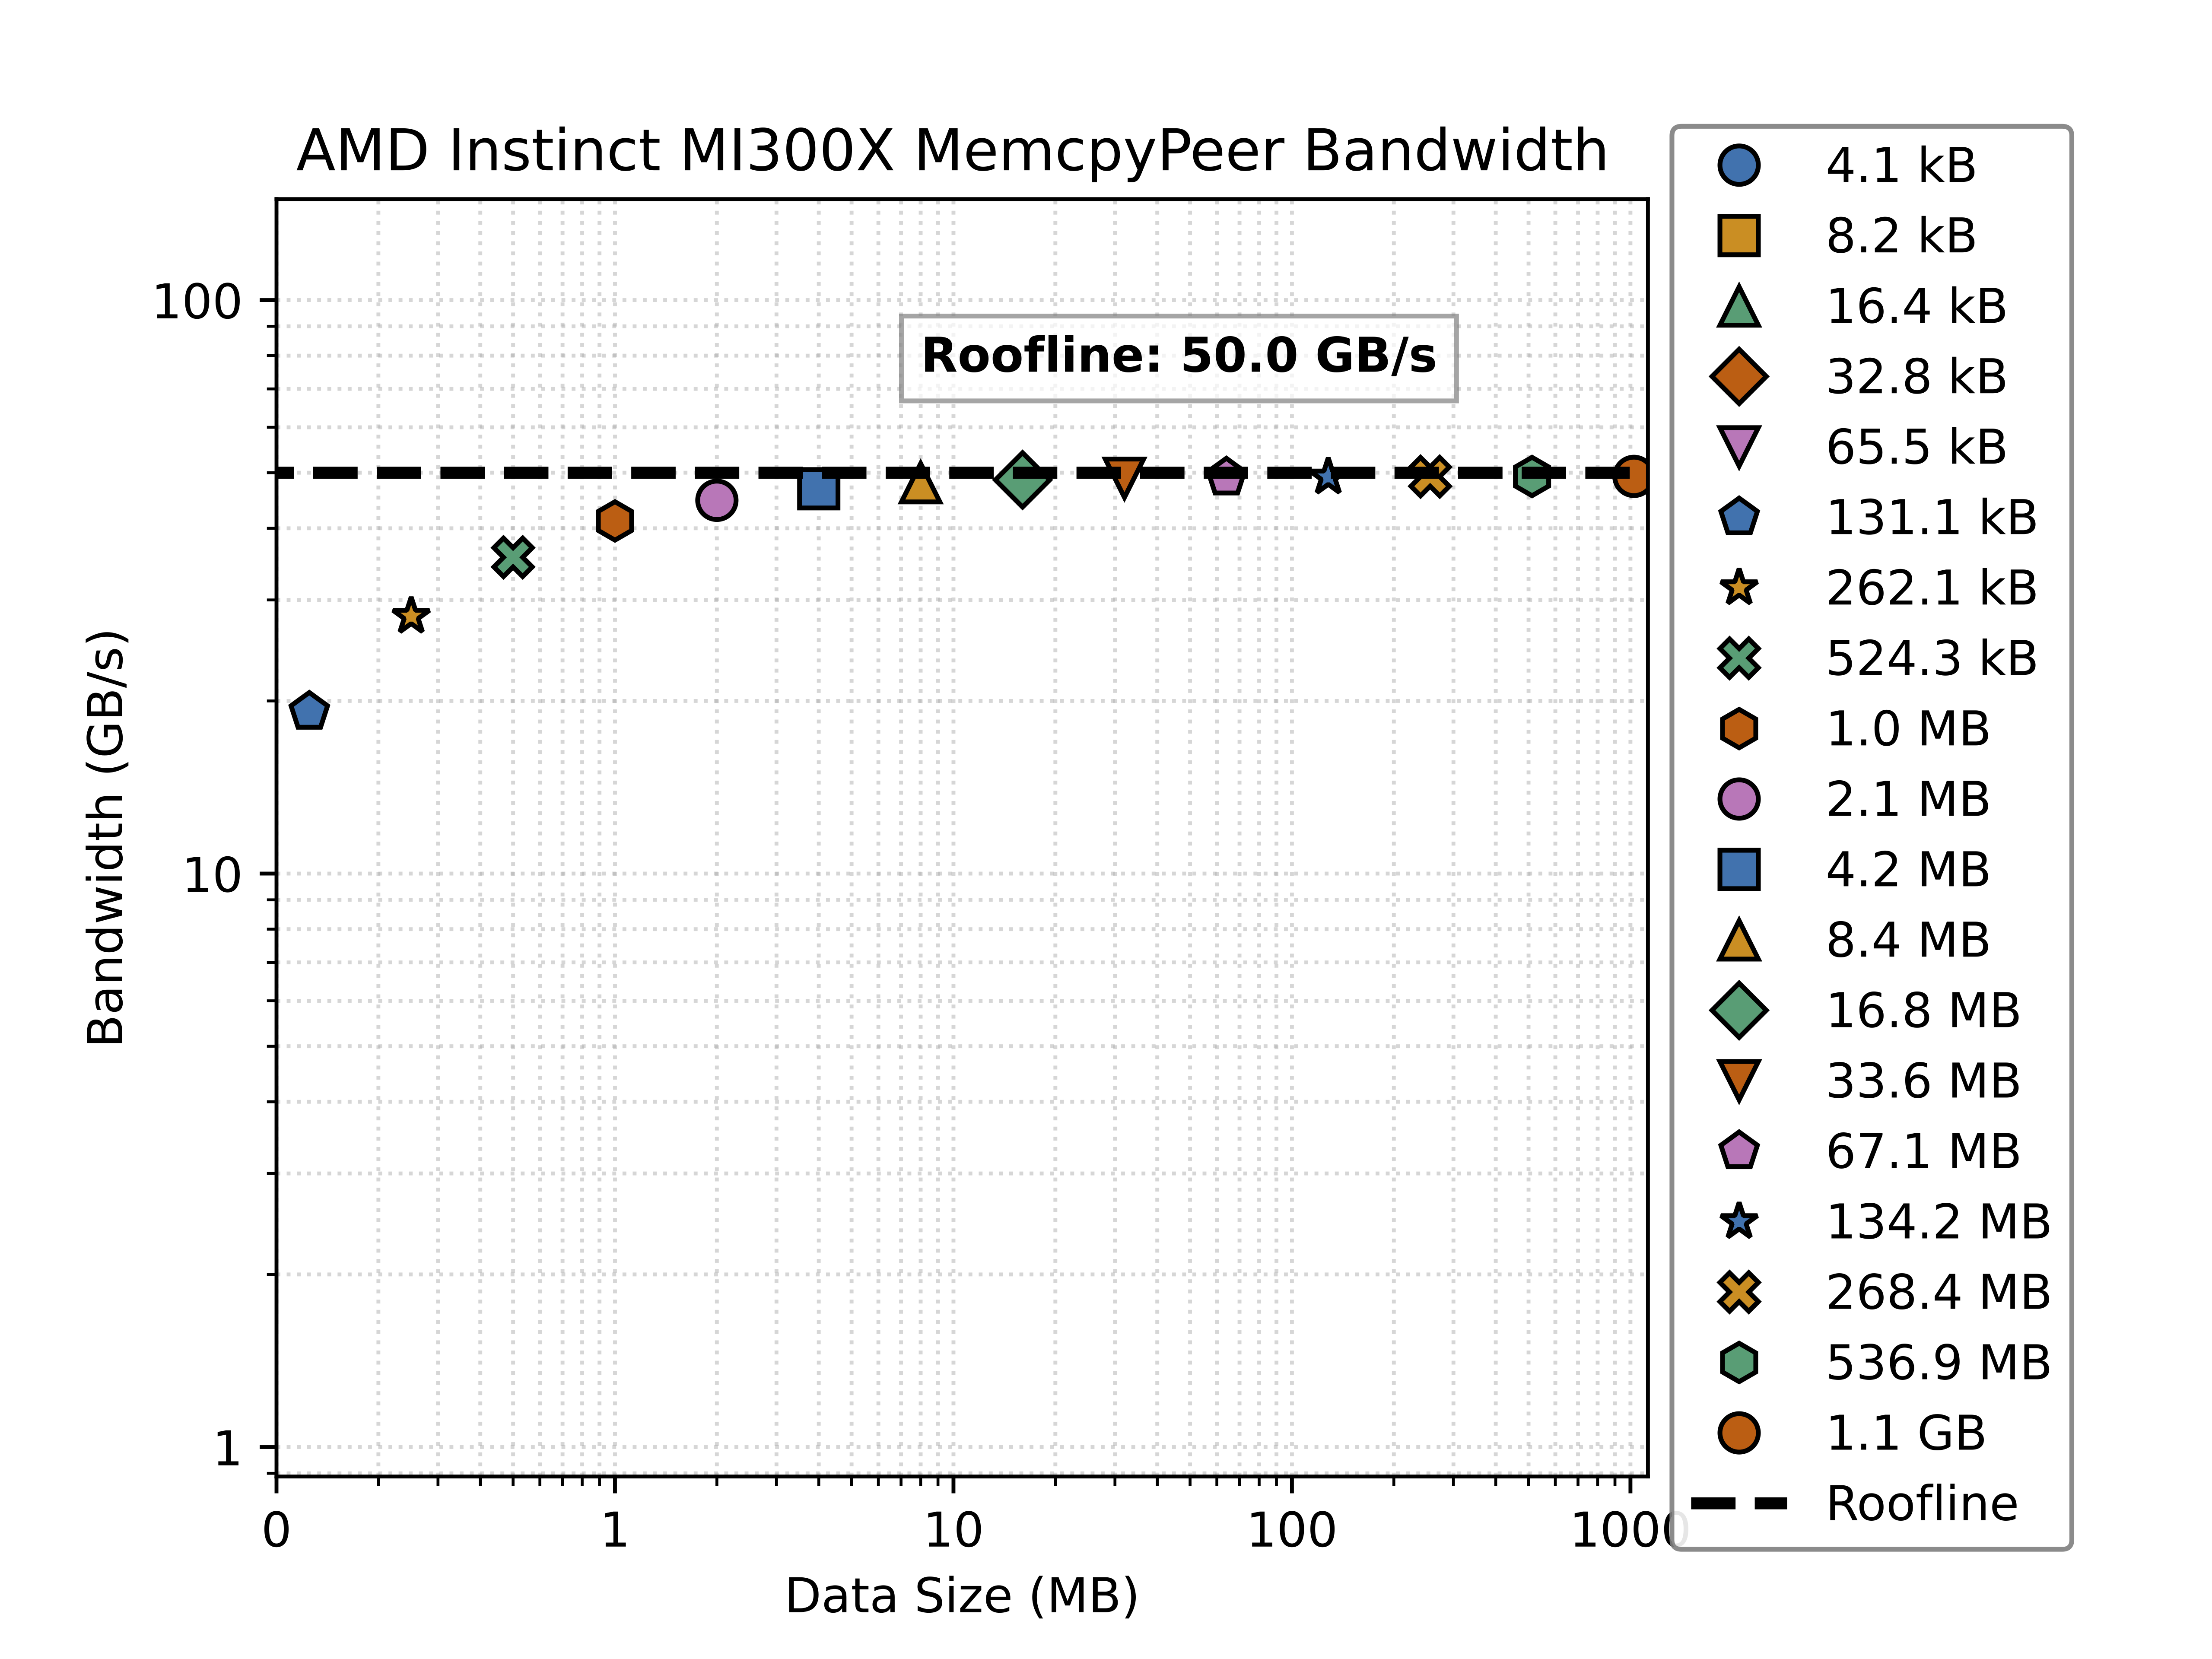 AMD Instinct MI300X MemcpyPeer Bandwidth
100
10
1
Bandwidth (GB/s)
Roofline: 50.0 GB/s
0
1
10
100
1000
Data Size (MB)
4.1 kB
8.2 kB
16.4 kB
32.8 kB
65.5 kB
131.1 kB
262.1 kB
524.3 kB
1.0 MB
2.1 MB
4.2 MB
8.4 MB
16.8 MB
33.6 MB
67.1 MB
134.2 MB
268.4 MB
536.9 MB
1.1 GB
Roofline